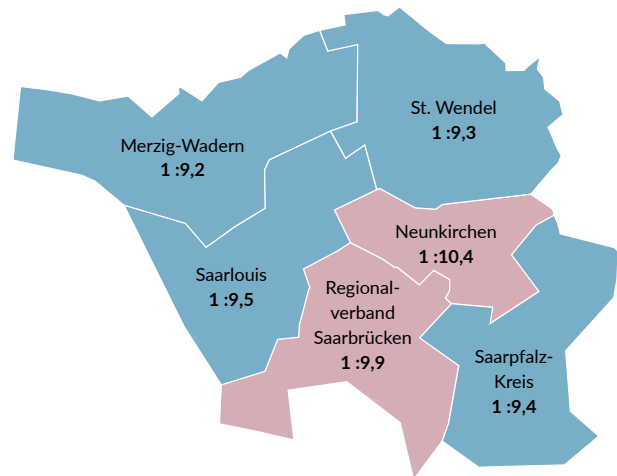 St. Wendel
1 :9,3
Merzig-Wadern
1 :9,2
Neunkirchen
1 :10,4
Saarlouis
1 :9,5
Regional-
verband
Saarbrücken
1 :9,9
Saarpfalz-
Kreis
1 :9,4